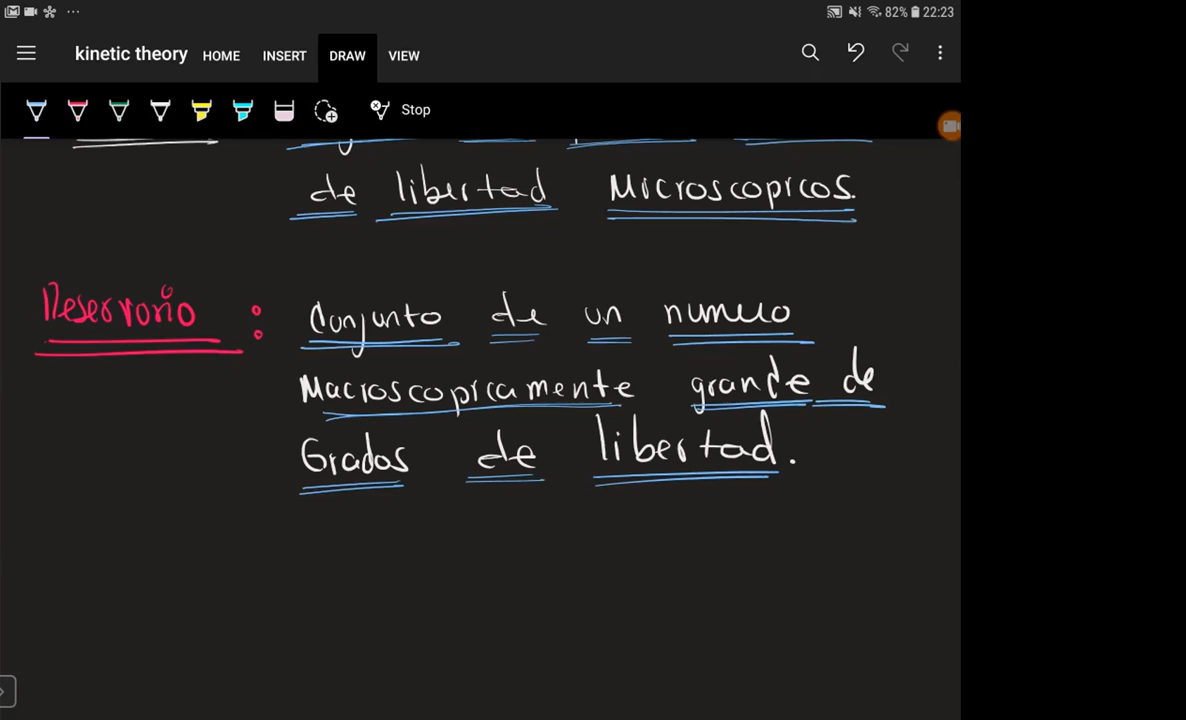 82% 22:23
kinetic theory HOME INSERT DRAW VIEW
Stop
de libertad Microscopicos.
Reservorio : Conjunto de un numero
Macroscopicamente grande de
Grados de libertad.